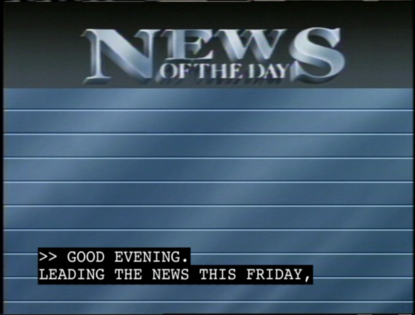 NEWS
OF THE DAY
>> GOOD EVENING.
LEADING THE NEWS THIS FRIDAY,